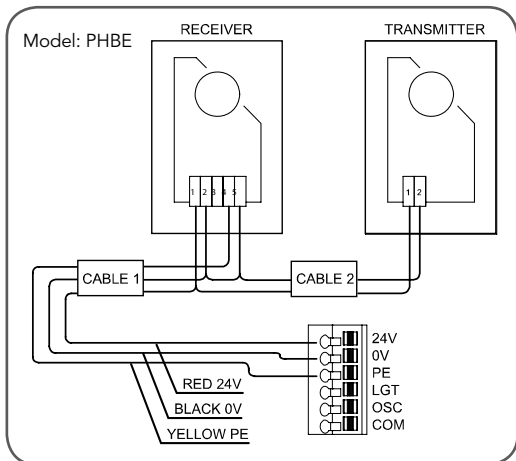 Model: PHBE
RECEIVER
TRANSMITTER
1 2 3 4 5
1 2
CABLE 1
CABLE 2
24V
0V
PE
LGT
OSC
COM
RED 24V
BLACK 0V
YELLOW PE